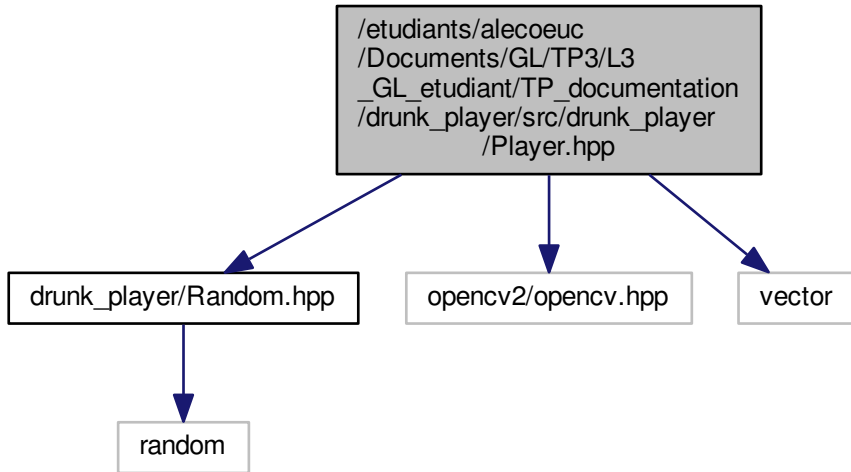 /etudiants/alecoeuc
/Documents/GL/TP3/L3
_GL_etudiant/TP_documentation
/drunk_player/src/drunk_player
/Player.hpp
drunk_player/Random.hpp
opencv2/opencv.hpp
vector
random